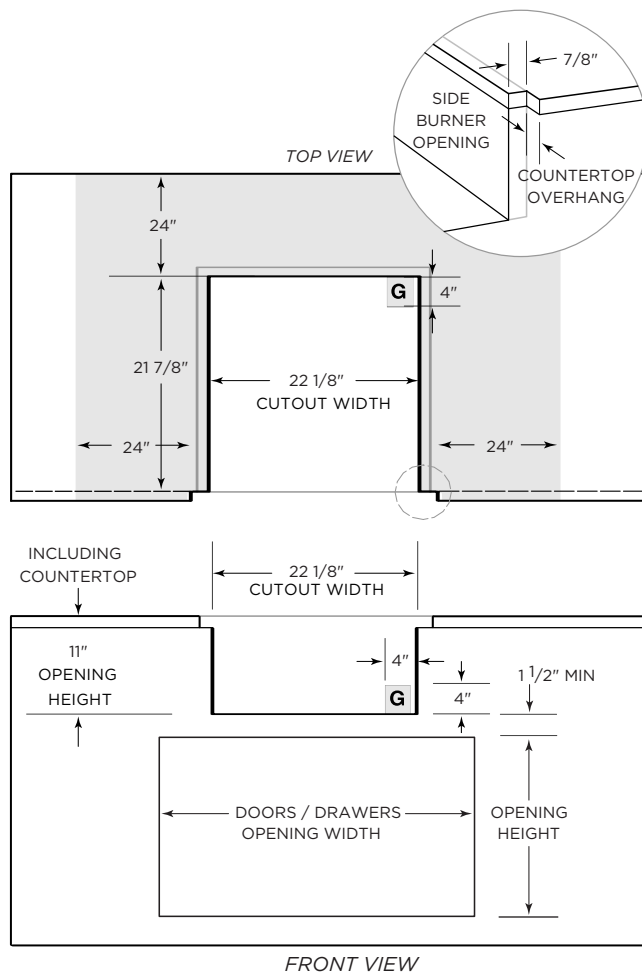 7/8"
SIDE
BURNER
OPENING
COUNTERTOP
OVERHANG
TOP VIEW
24"
G
4"
21 7/8"
22 1/8"
CUTOUT WIDTH
24"
24"
INCLUDING
COUNTERTOP
22 1/8"
CUTOUT WIDTH
11"
OPENING
HEIGHT
4"
G
4"
1 1/2" MIN
DOORS / DRAWERS
OPENING WIDTH
OPENING
HEIGHT
FRONT VIEW